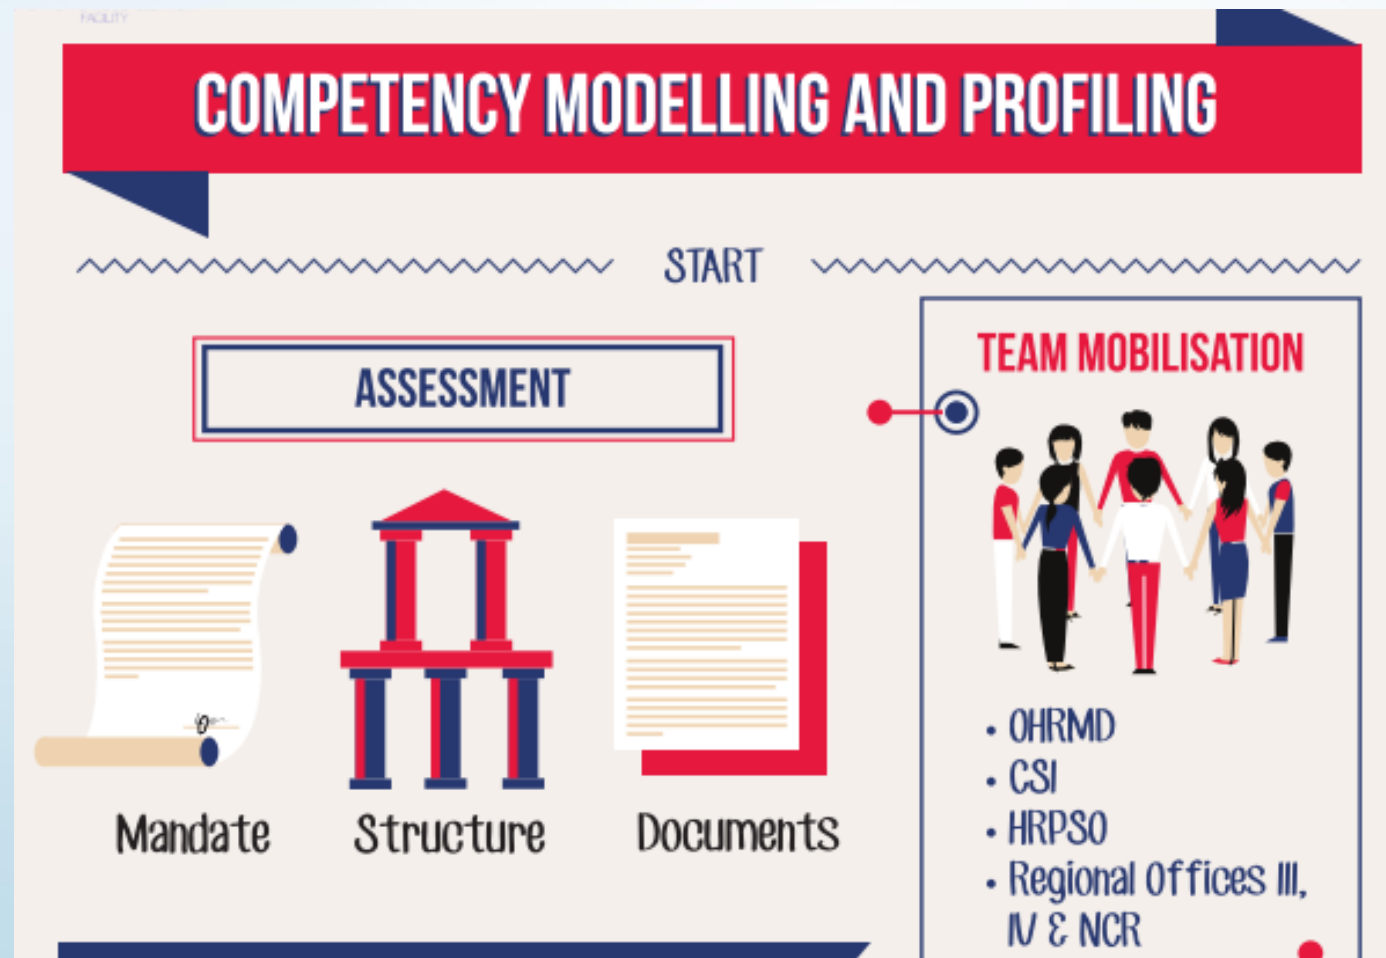 FACILITY
COMPETENCY MODELLING AND PROFILING
START
ASSESSMENT
TEAM MOBILISATION
Mandate
Structure
Documents
• OHRMD
• CSI
• HRPSO
• Regional Offices III,
IV & NCR